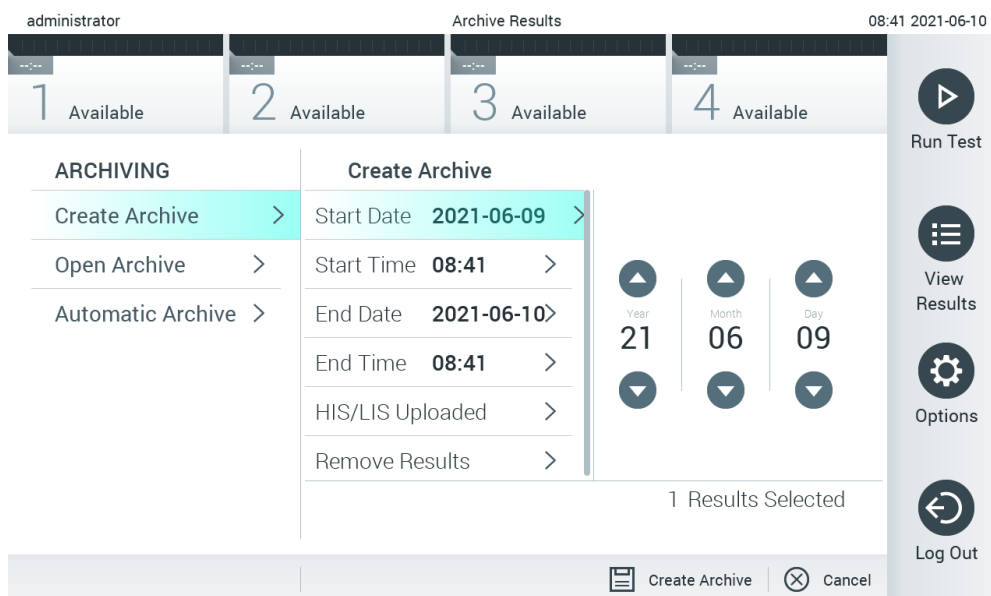 administrator
Archive Results
08:41 2021-06-10
--:--
1 Available
--:--
2 Available
--:--
3 Available
--:--
4 Available
ARCHIVING
Create Archive
Open Archive
Automatic Archive
Create Archive
Start Date 2021-06-09
Start Time 08:41
End Date 2021-06-10
End Time 08:41
HIS/LIS Uploaded
Remove Results
Year
21
Month
06
Day
09
1 Results Selected
Run Test
View
Results
Options
Log Out
Create Archive
Cancel